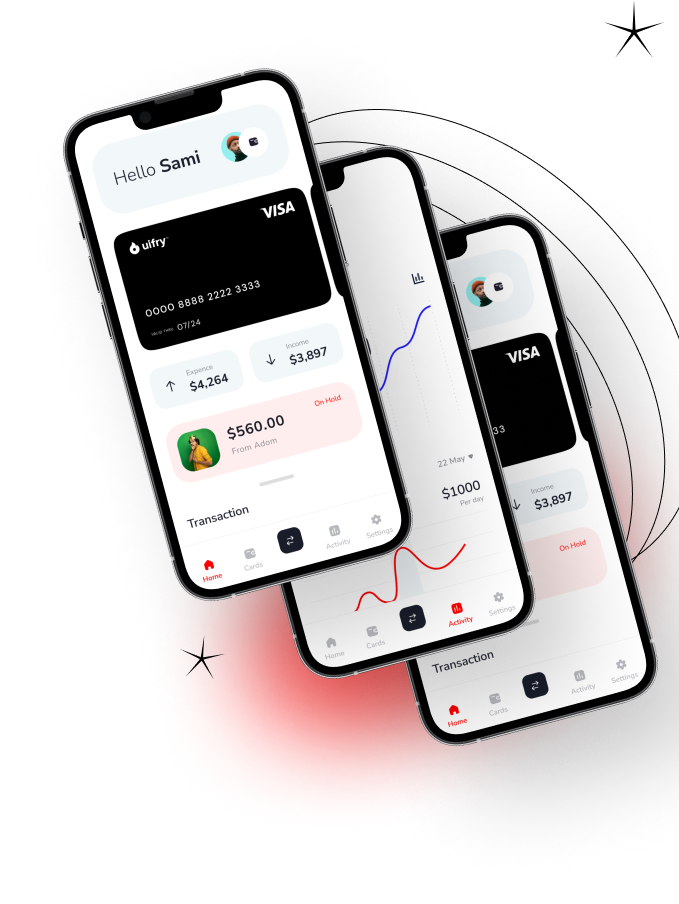 Hello Sami
VISA
uifry™
0000 8888 2222 3333
VALID THRU 07/24
Expence
$4,264
Income
$3,897
On Hold
$560.00
From Adom
Transaction
Home
Cards
Activity
Settings
22 May
$1000
Per day
Home
Cards
Activity
Settings
VISA
33
Income
$3,897
On Hold
Transaction
Home
Cards
Activity
Settings